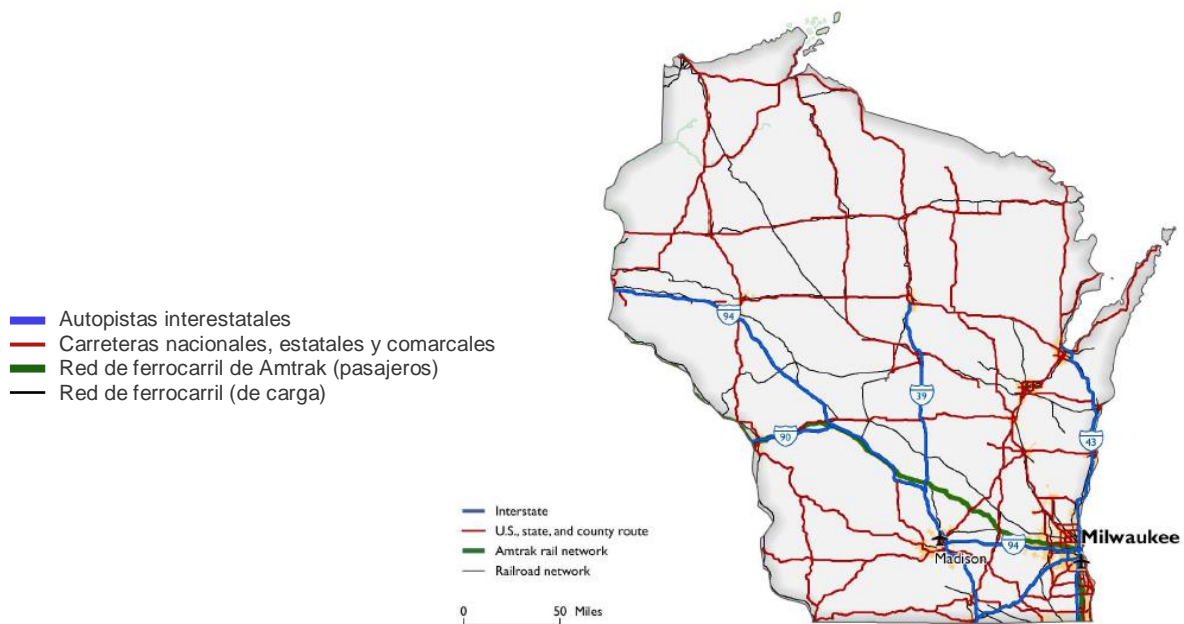 Autopistas interestatales
Carreteras nacionales, estatales y comarcales
Red de ferrocarril de Amtrak (pasajeros)
Red de ferrocarril (de carga)
94
39
90
43
94
Milwaukee
Madison
Interstate
U.S., state, and county route
Amtrak rail network
Railroad network
0 50 Miles